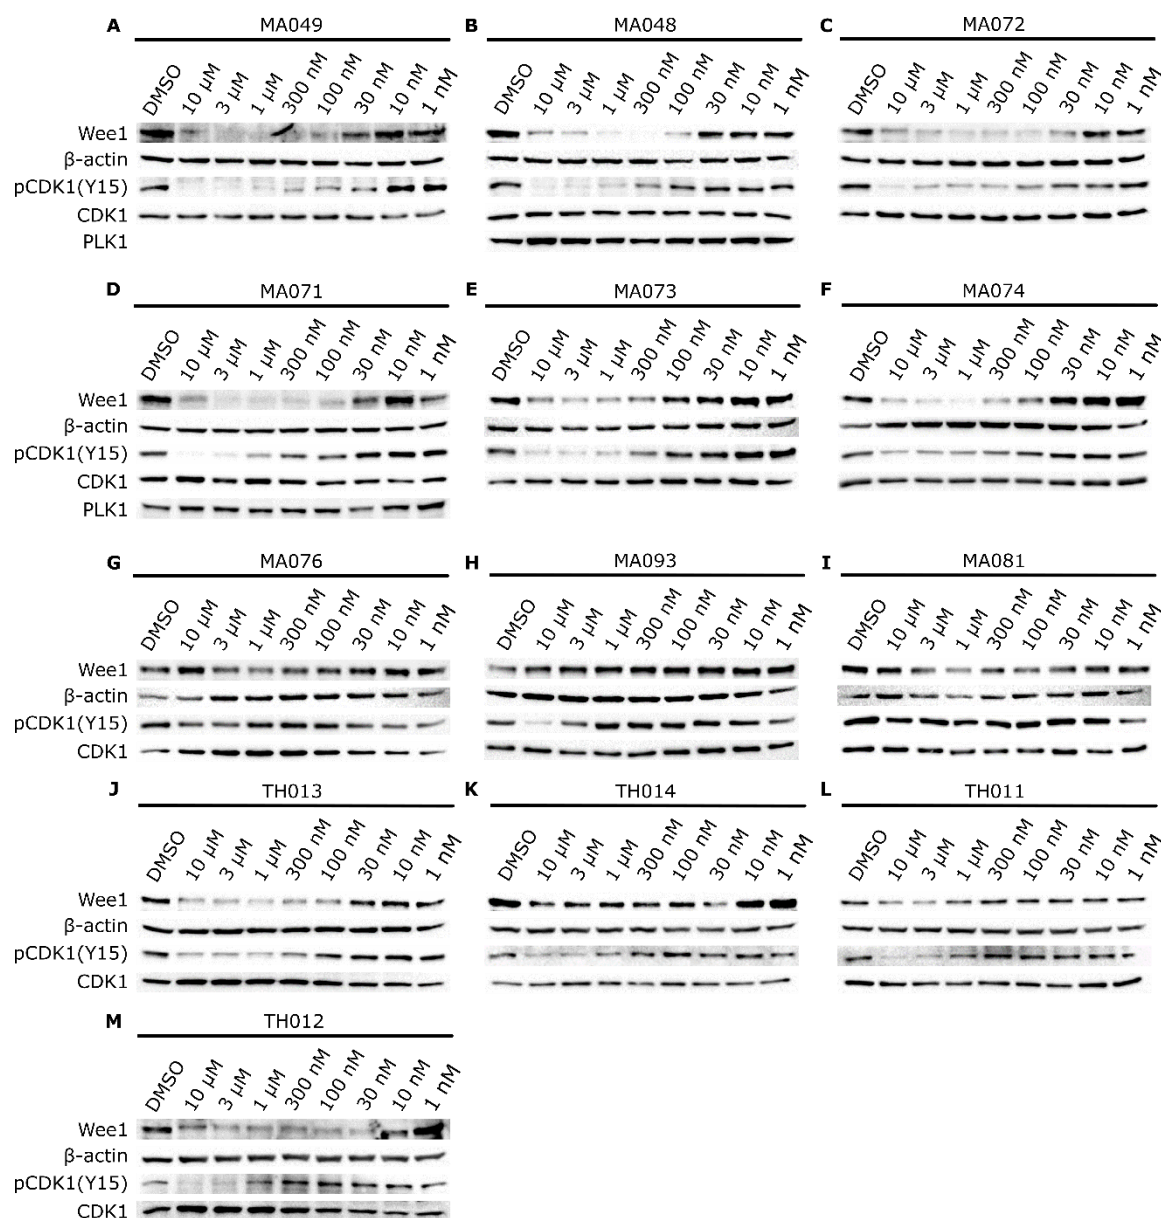 A MA049 B MA048 C MA072
DMSO 10 µM 3 µM 1 µM 300 nM 100 nM 30 nM 10 nM 1 nM DMSO 10 µM 3 µM 1 µM 300 nM 100 nM 30 nM 10 nM 1 nM DMSO 10 µM 3 µM 1 µM 300 nM 100 nM 30 nM 10 nM 1 nM
Wee1
β-actin
pCDK1(Y15)
CDK1
PLK1
D MA071 E MA073 F MA074
DMSO 10 µM 3 µM 1 µM 300 nM 100 nM 30 nM 10 nM 1 nM DMSO 10 µM 3 µM 1 µM 300 nM 100 nM 30 nM 10 nM 1 nM DMSO 10 µM 3 µM 1 µM 300 nM 100 nM 30 nM 10 nM 1 nM
Wee1
β-actin
pCDK1(Y15)
CDK1
PLK1
G MA076 H MA093 I MA081
DMSO 10 µM 3 µM 1 µM 300 nM 100 nM 30 nM 10 nM 1 nM DMSO 10 µM 3 µM 1 µM 300 nM 100 nM 30 nM 10 nM 1 nM DMSO 10 µM 3 µM 1 µM 300 nM 100 nM 30 nM 10 nM 1 nM
Wee1
β-actin
pCDK1(Y15)
CDK1
J TH013 K TH014 L TH011
DMSO 10 µM 3 µM 1 µM 300 nM 100 nM 30 nM 10 nM 1 nM DMSO 10 µM 3 µM 1 µM 300 nM 100 nM 30 nM 10 nM 1 nM DMSO 10 µM 3 µM 1 µM 300 nM 100 nM 30 nM 10 nM 1 nM
Wee1
β-actin
pCDK1(Y15)
CDK1
M TH012
DMSO 10 µM 3 µM 1 µM 300 nM 100 nM 30 nM 10 nM 1 nM
Wee1
β-actin
pCDK1(Y15)
CDK1